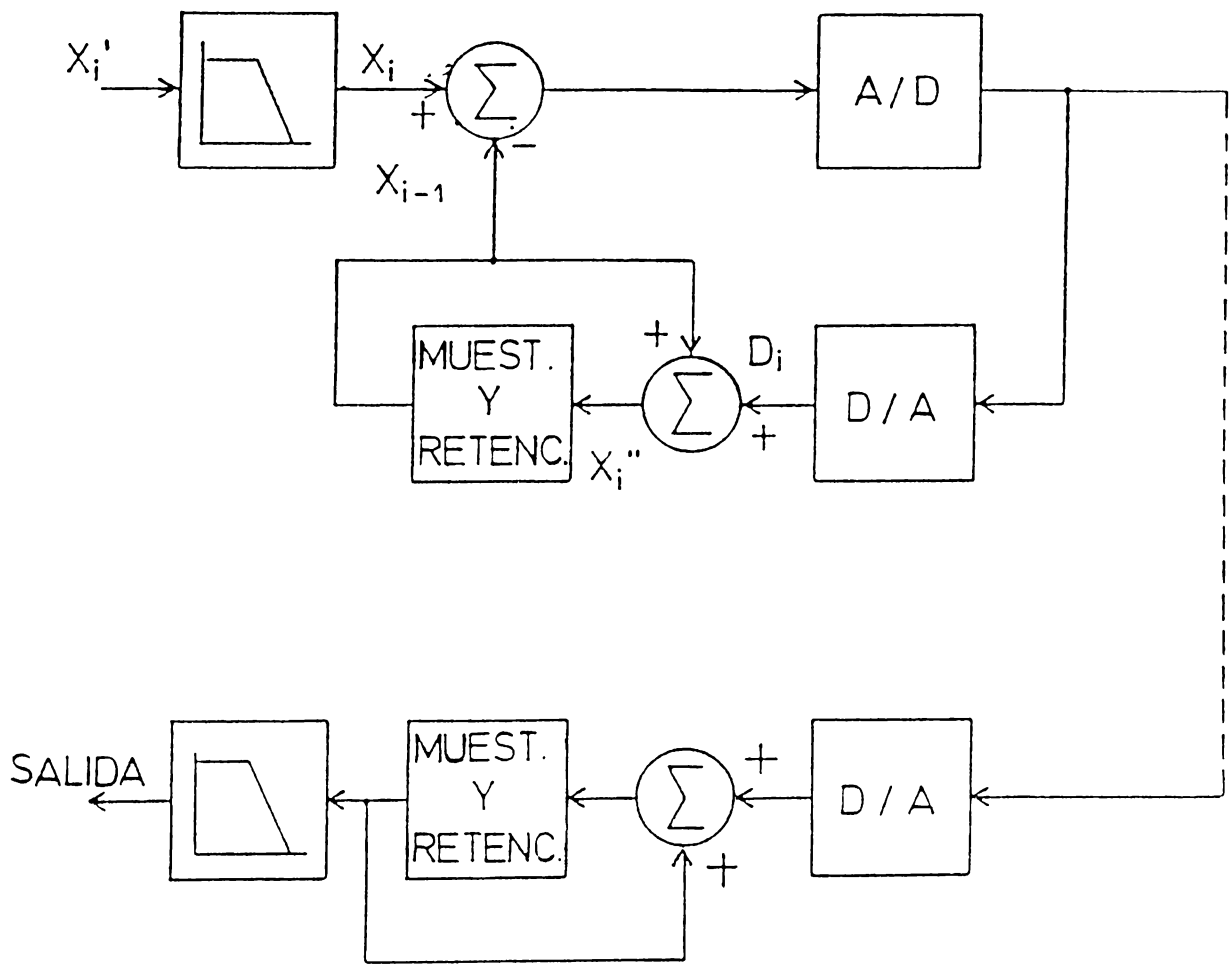 Xi'
Xi
+
Σ
A/D
-
Xi-1
MUEST.
Y
RETENC.
+
Σ
Di
+
D/A
Xi''
SALIDA
MUEST.
Y
RETENC.
+
Σ
+
D/A